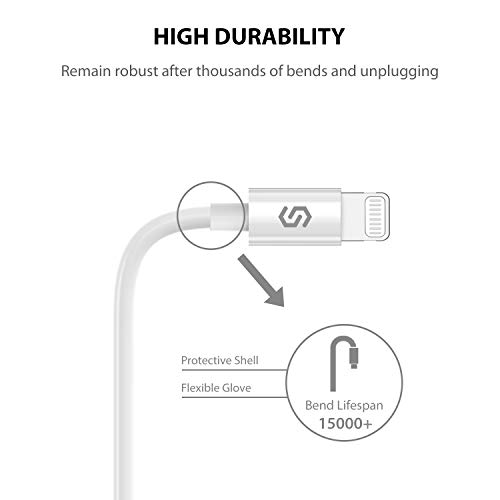 HIGH DURABILITY
Remain robust after thousands of bends and unplugging
Protective Shell
Flexible Glove
Bend Lifespan
15000+